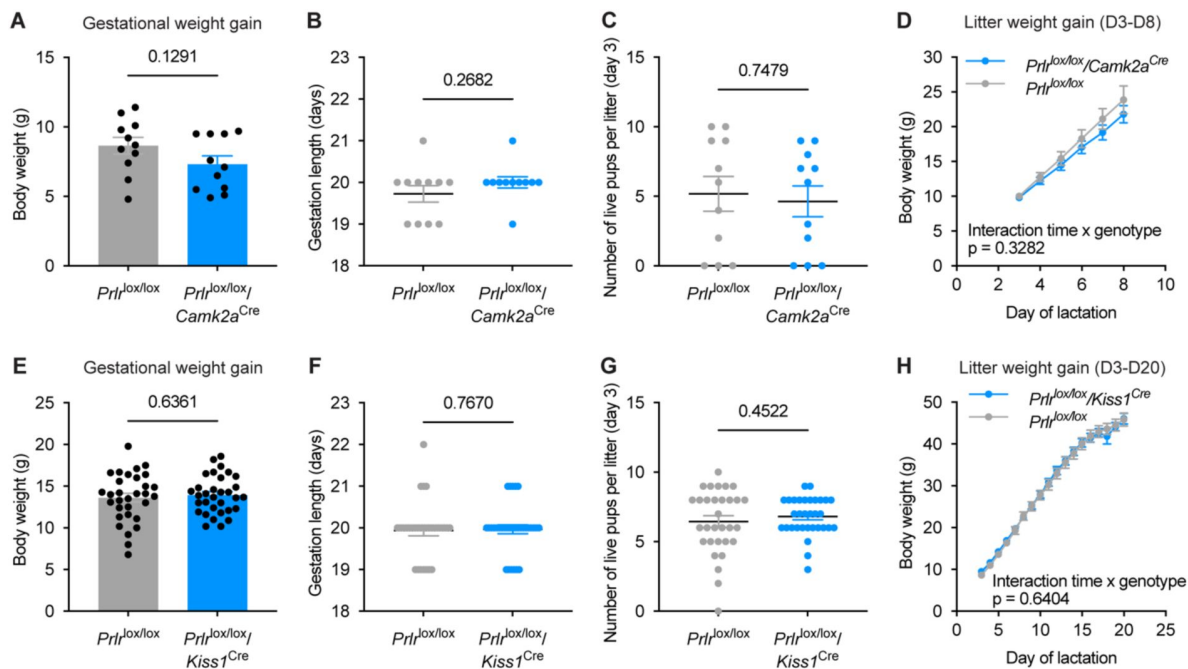 A Gestational weight gain
Body weight (g)
15
10
5
0
0.1291
Prlr^lox/lox
Prlr^lox/lox/
Camk2a^Cre
B
Gestation length (days)
23
22
21
20
19
18
0.2682
Prlr^lox/lox
Prlr^lox/lox/
Camk2a^Cre
C
Number of live pups per litter (day 3)
15
10
5
0
0.7479
Prlr^lox/lox
Prlr^lox/lox/
Camk2a^Cre
D Litter weight gain (D3-D8)
Body weight (g)
30
25
20
15
10
5
0
Prlr^lox/lox/Camk2a^Cre
Prlr^lox/lox
Interaction time x genotype
p = 0.3282
0 2 4 6 8 10
Day of lactation
E Gestational weight gain
Body weight (g)
25
20
15
10
5
0
0.6361
Prlr^lox/lox
Prlr^lox/lox/
Kiss1^Cre
F
Gestation length (days)
23
22
21
20
19
18
0.7670
Prlr^lox/lox
Prlr^lox/lox/
Kiss1^Cre
G
Number of live pups per litter (day 3)
15
10
5
0
0.4522
Prlr^lox/lox
Prlr^lox/lox/
Kiss1^Cre
H Litter weight gain (D3-D20)
Body weight (g)
50
40
30
20
10
0
Prlr^lox/lox/Kiss1^Cre
Prlr^lox/lox
Interaction time x genotype
p = 0.6404
0 5 10 15 20 25
Day of lactation